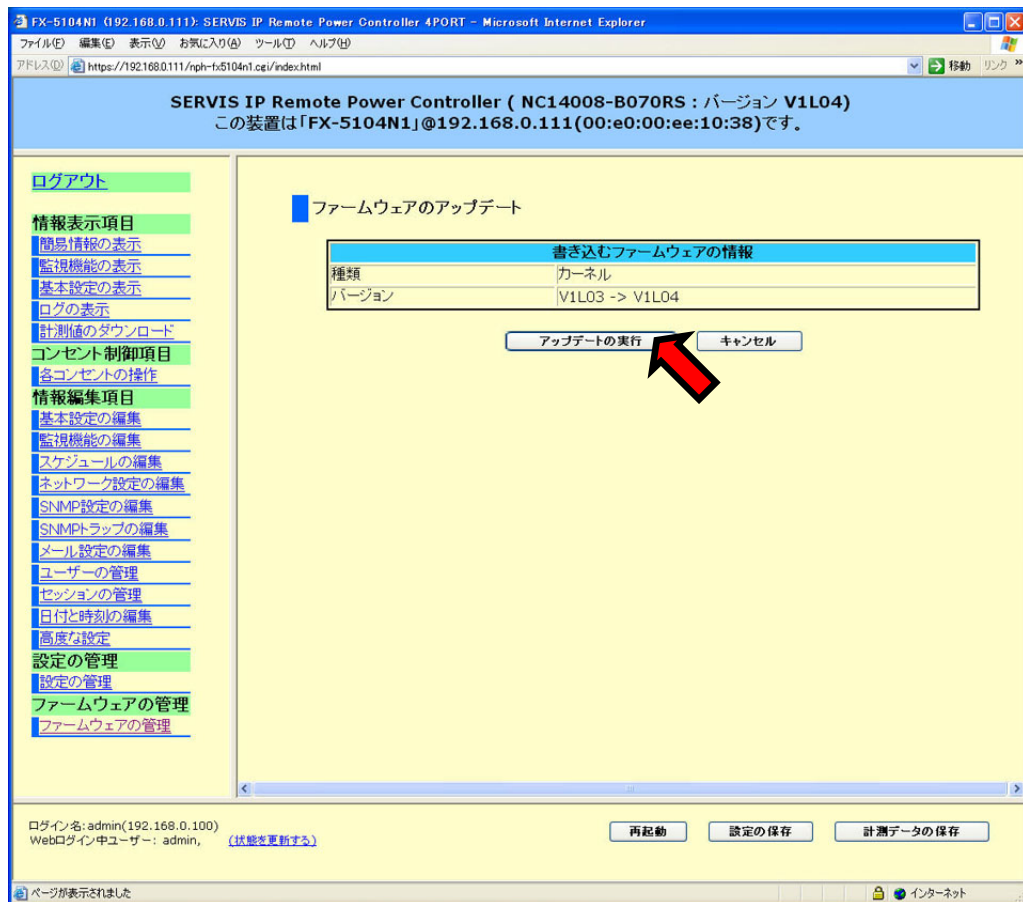 FX-5104N1 (192.168.0.111): SERVIS IP Remote Power Controller 4PORT - Microsoft Internet Explorer
ファイル(F) 編集(E) 表示(V) お気に入り(A) ツール(T) ヘルプ(H)
アドレス(D) https://192.168.0.111/nph-fx5104n1.cgi/index.html 移動 リンク »
SERVIS IP Remote Power Controller ( NC14008-B070RS : バージョン V1L04)
この装置は「FX-5104N1」@192.168.0.111(00:e0:00:ee:10:38)です。
ログアウト
情報表示項目
簡易情報の表示
監視機能の表示
基本設定の表示
ログの表示
計測値のダウンロード
コンセント制御項目
各コンセントの操作
情報編集項目
基本設定の編集
監視機能の編集
スケジュールの編集
ネットワーク設定の編集
SNMP設定の編集
SNMPトラップの編集
メール設定の編集
ユーザーの管理
セッションの管理
日付と時刻の編集
高度な設定
設定の管理
設定の管理
ファームウェアの管理
ファームウェアの管理
ファームウェアのアップデート
書き込むファームウェアの情報
種類 カーネル
バージョン V1L03 -> V1L04
アップデートの実行 キャンセル
ログイン名:admin(192.168.0.100)
Webログイン中ユーザー: admin, (状態を更新する)
再起動 設定の保存 計測データの保存
ページが表示されました インターネット